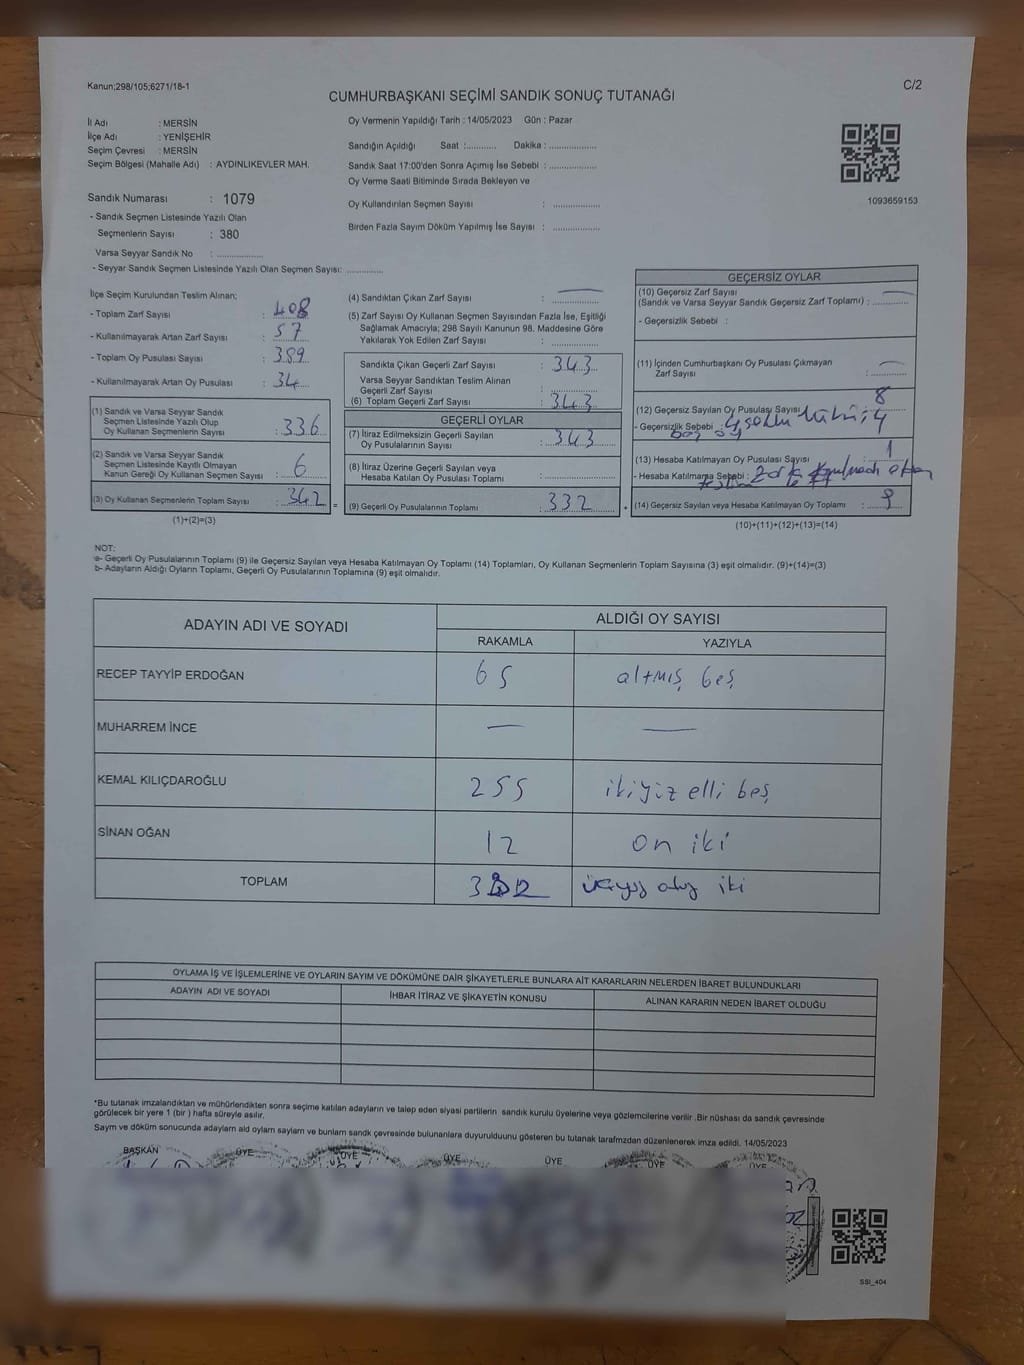 Kanun;298/105;6271/18-1
C/2
CUMHURBAŞKANI SEÇİMİ SANDIK SONUÇ TUTANAĞI
İl Adı : MERSİN
İlçe Adı : YENİŞEHİR
Seçim Çevresi : MERSİN
Seçim Bölgesi (Mahalle Adı) : AYDINLIKEVLER MAH.
Sandık Numarası : 1079
- Sandık Seçmen Listesinde Yazılı Olan
Seçmenlerin Sayısı : 380
Varsa Seyyar Sandık No : ..................
- Seyyar Sandık Seçmen Listesinde Yazılı Olan Seçmen Sayısı: ..............
Oy Vermenin Yapıldığı Tarih : 14/05/2023 Gün : Pazar
Sandığın Açıldığı Saat :........... Dakika : ..................
Sandık Saat 17:00'den Sonra Açımış İse Sebebi : ..................
Oy Verme Saati Bitiminde Sırada Bekleyen ve
Oy Kullandırılan Seçmen Sayısı : ..................
Birden Fazla Sayım Döküm Yapılmış İse Sayısı : ..................
1093659153
İlçe Seçim Kurulundan Teslim Alınan;
- Toplam Zarf Sayısı : 408
- Kullanılmayarak Artan Zarf Sayısı : 57
- Toplam Oy Pusulası Sayısı : 389
- Kullanılmayarak Artan Oy Pusulası : 34
(1) Sandık ve Varsa Seyyar Sandık
Seçmen Listesinde Yazılı Olup
Oy Kullanan Seçmenlerin Sayısı : 336
(2) Sandık ve Varsa Seyyar Sandık
Seçmen Listesinde Kayıtlı Olmayan
Kanun Gereği Oy Kullanan Seçmen Sayısı : 6
(3) Oy Kullanan Seçmenlerin Toplam Sayısı : 342 =
(1)+(2)=(3)
(4) Sandıktan Çıkan Zarf Sayısı : —
(5) Zarf Sayısı Oy Kullanan Seçmen Sayısından Fazla İse, Eşitliği
Sağlamak Amacıyla; 298 Sayılı Kanunun 98. Maddesine Göre
Yakılarak Yok Edilen Zarf Sayısı : ..................
Sandıkta Çıkan Geçerli Zarf Sayısı : 343
Varsa Seyyar Sandıktan Teslim Alınan
Geçerli Zarf Sayısı : ..................
(6) Toplam Geçerli Zarf Sayısı : 343
GEÇERLİ OYLAR
(7) İtiraz Edilmeksizin Geçerli Sayılan
Oy Pusulalarının Sayısı : 343
(8) İtiraz Üzerine Geçerli Sayılan veya
Hesaba Katılan Oy Pusulası Toplamı : ..................
(9) Geçerli Oy Pusulalarının Toplamı : 332 +
GEÇERSİZ OYLAR
(10) Geçersiz Zarf Sayısı —
(Sandık ve Varsa Seyyar Sandık Geçersiz Zarf Toplamı) : ............
- Geçersizlik Sebebi :
(11) İçinden Cumhurbaşkanı Oy Pusulası Çıkmayan —
Zarf Sayısı : ............
(12) Geçersiz Sayılan Oy Pusulası Sayısı : 8
- Geçersizlik Sebebi : 4
boş oy
(13) Hesaba Katılmayan Oy Pusulası Sayısı : 1
- Hesaba Katılmama Sebebi :
(14) Geçersiz Sayılan veya Hesaba Katılmayan Oy Toplamı : 9
(10)+(11)+(12)+(13)=(14)
NOT:
a- Geçerli Oy Pusulalarının Toplamı (9) ile Geçersiz Sayılan veya Hesaba Katılmayan Oy Toplamı (14) Toplamları, Oy Kullanan Seçmenlerin Toplam Sayısına (3) eşit olmalıdır. (9)+(14)=(3)
b- Adayların Aldığı Oyların Toplamı, Geçerli Oy Pusulalarının Toplamına (9) eşit olmalıdır.
ADAYIN ADI VE SOYADI
ALDIĞI OY SAYISI
RAKAMLA YAZIYLA
RECEP TAYYİP ERDOĞAN 65 altmış beş
MUHARREM İNCE — —
KEMAL KILIÇDAROĞLU 255 ikiyüz elli beş
SİNAN OĞAN 12 on iki
TOPLAM üçyüz otuz iki
OYLAMA İŞ VE İŞLEMLERİNE VE OYLARIN SAYIM VE DÖKÜMÜNE DAİR ŞİKAYETLERLE BUNLARA AİT KARARLARIN NELERDEN İBARET BULUNDUKLARI
ADAYIN ADI VE SOYADI İHBAR İTİRAZ VE ŞİKAYETİN KONUSU ALINAN KARARIN NEDEN İBARET OLDUĞU
*Bu tutanak imzalandıktan ve mühürlendikten sonra seçime katılan adayların ve talep eden siyasi partilerin sandık kurulu üyelerine veya gözlemcilerine verilir .Bir nüshası da sandık çevresinde
görülecek bir yere 1 (bir ) hafta süreyle asılır.
Sayım ve döküm sonucunda adayların ald oyların sayların ve bunların sandk çevresinde bulunanlara duyurulduunu gösteren bu tutanak tarafmzdan düzenlenerek imza edildi. 14/05/2023
BAŞKAN ÜYE ÜYE ÜYE ÜYE ÜYE ÜYE
SSI_404